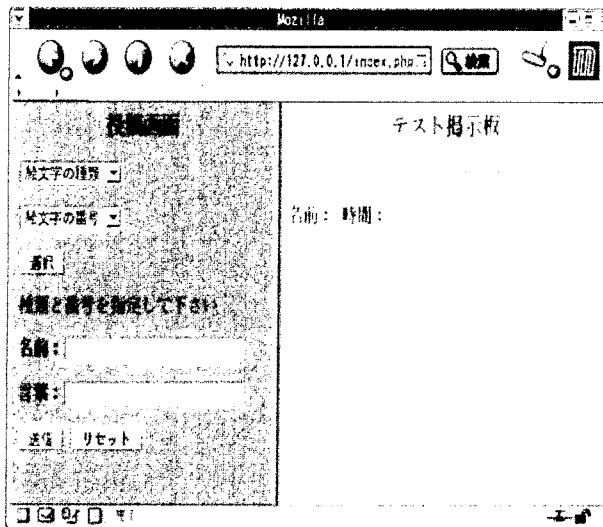 Mozilla
http://127.0.0.1/index.php
検索
投稿画面
テスト掲示板
絵文字の種類
絵文字の番号
名前： 時間：
選択
種類と番号を指定して下さい
名前：
言葉：
送信 リセット
完了